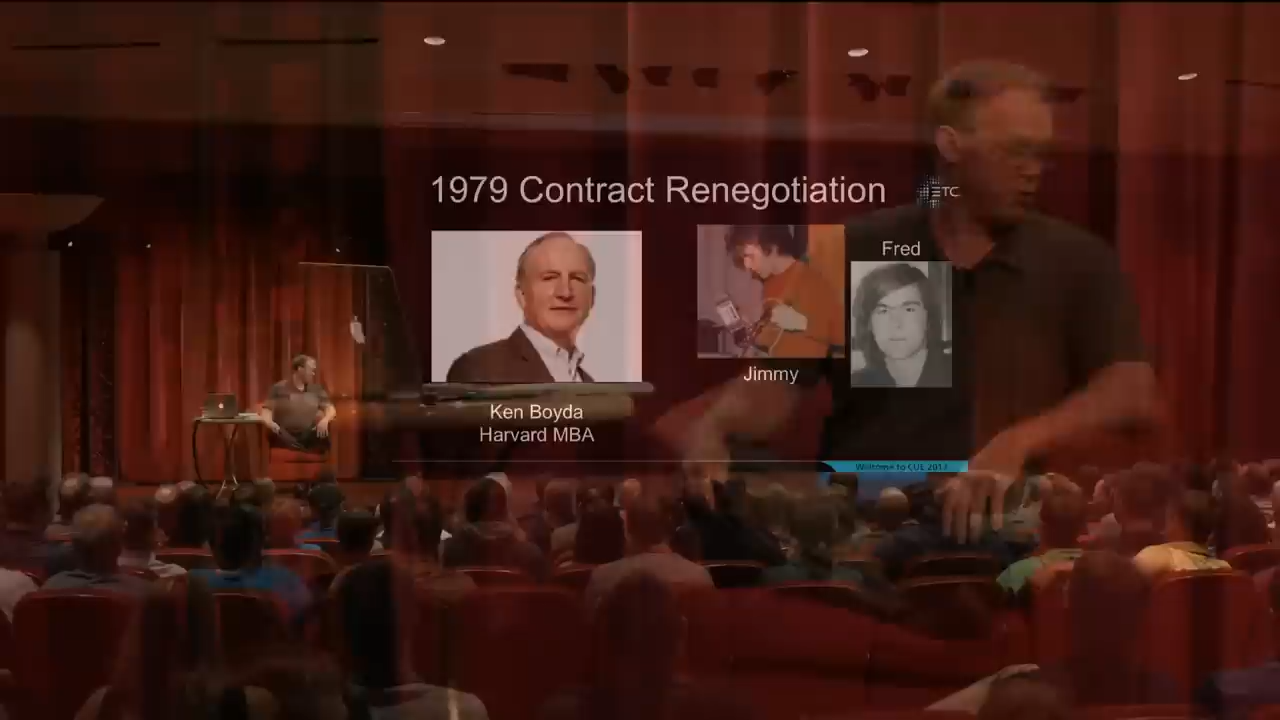 1979 Contract Renegotiation
ETC
Fred
Jimmy
Ken Boyda
Harvard MBA
Welcome to CUE 2017